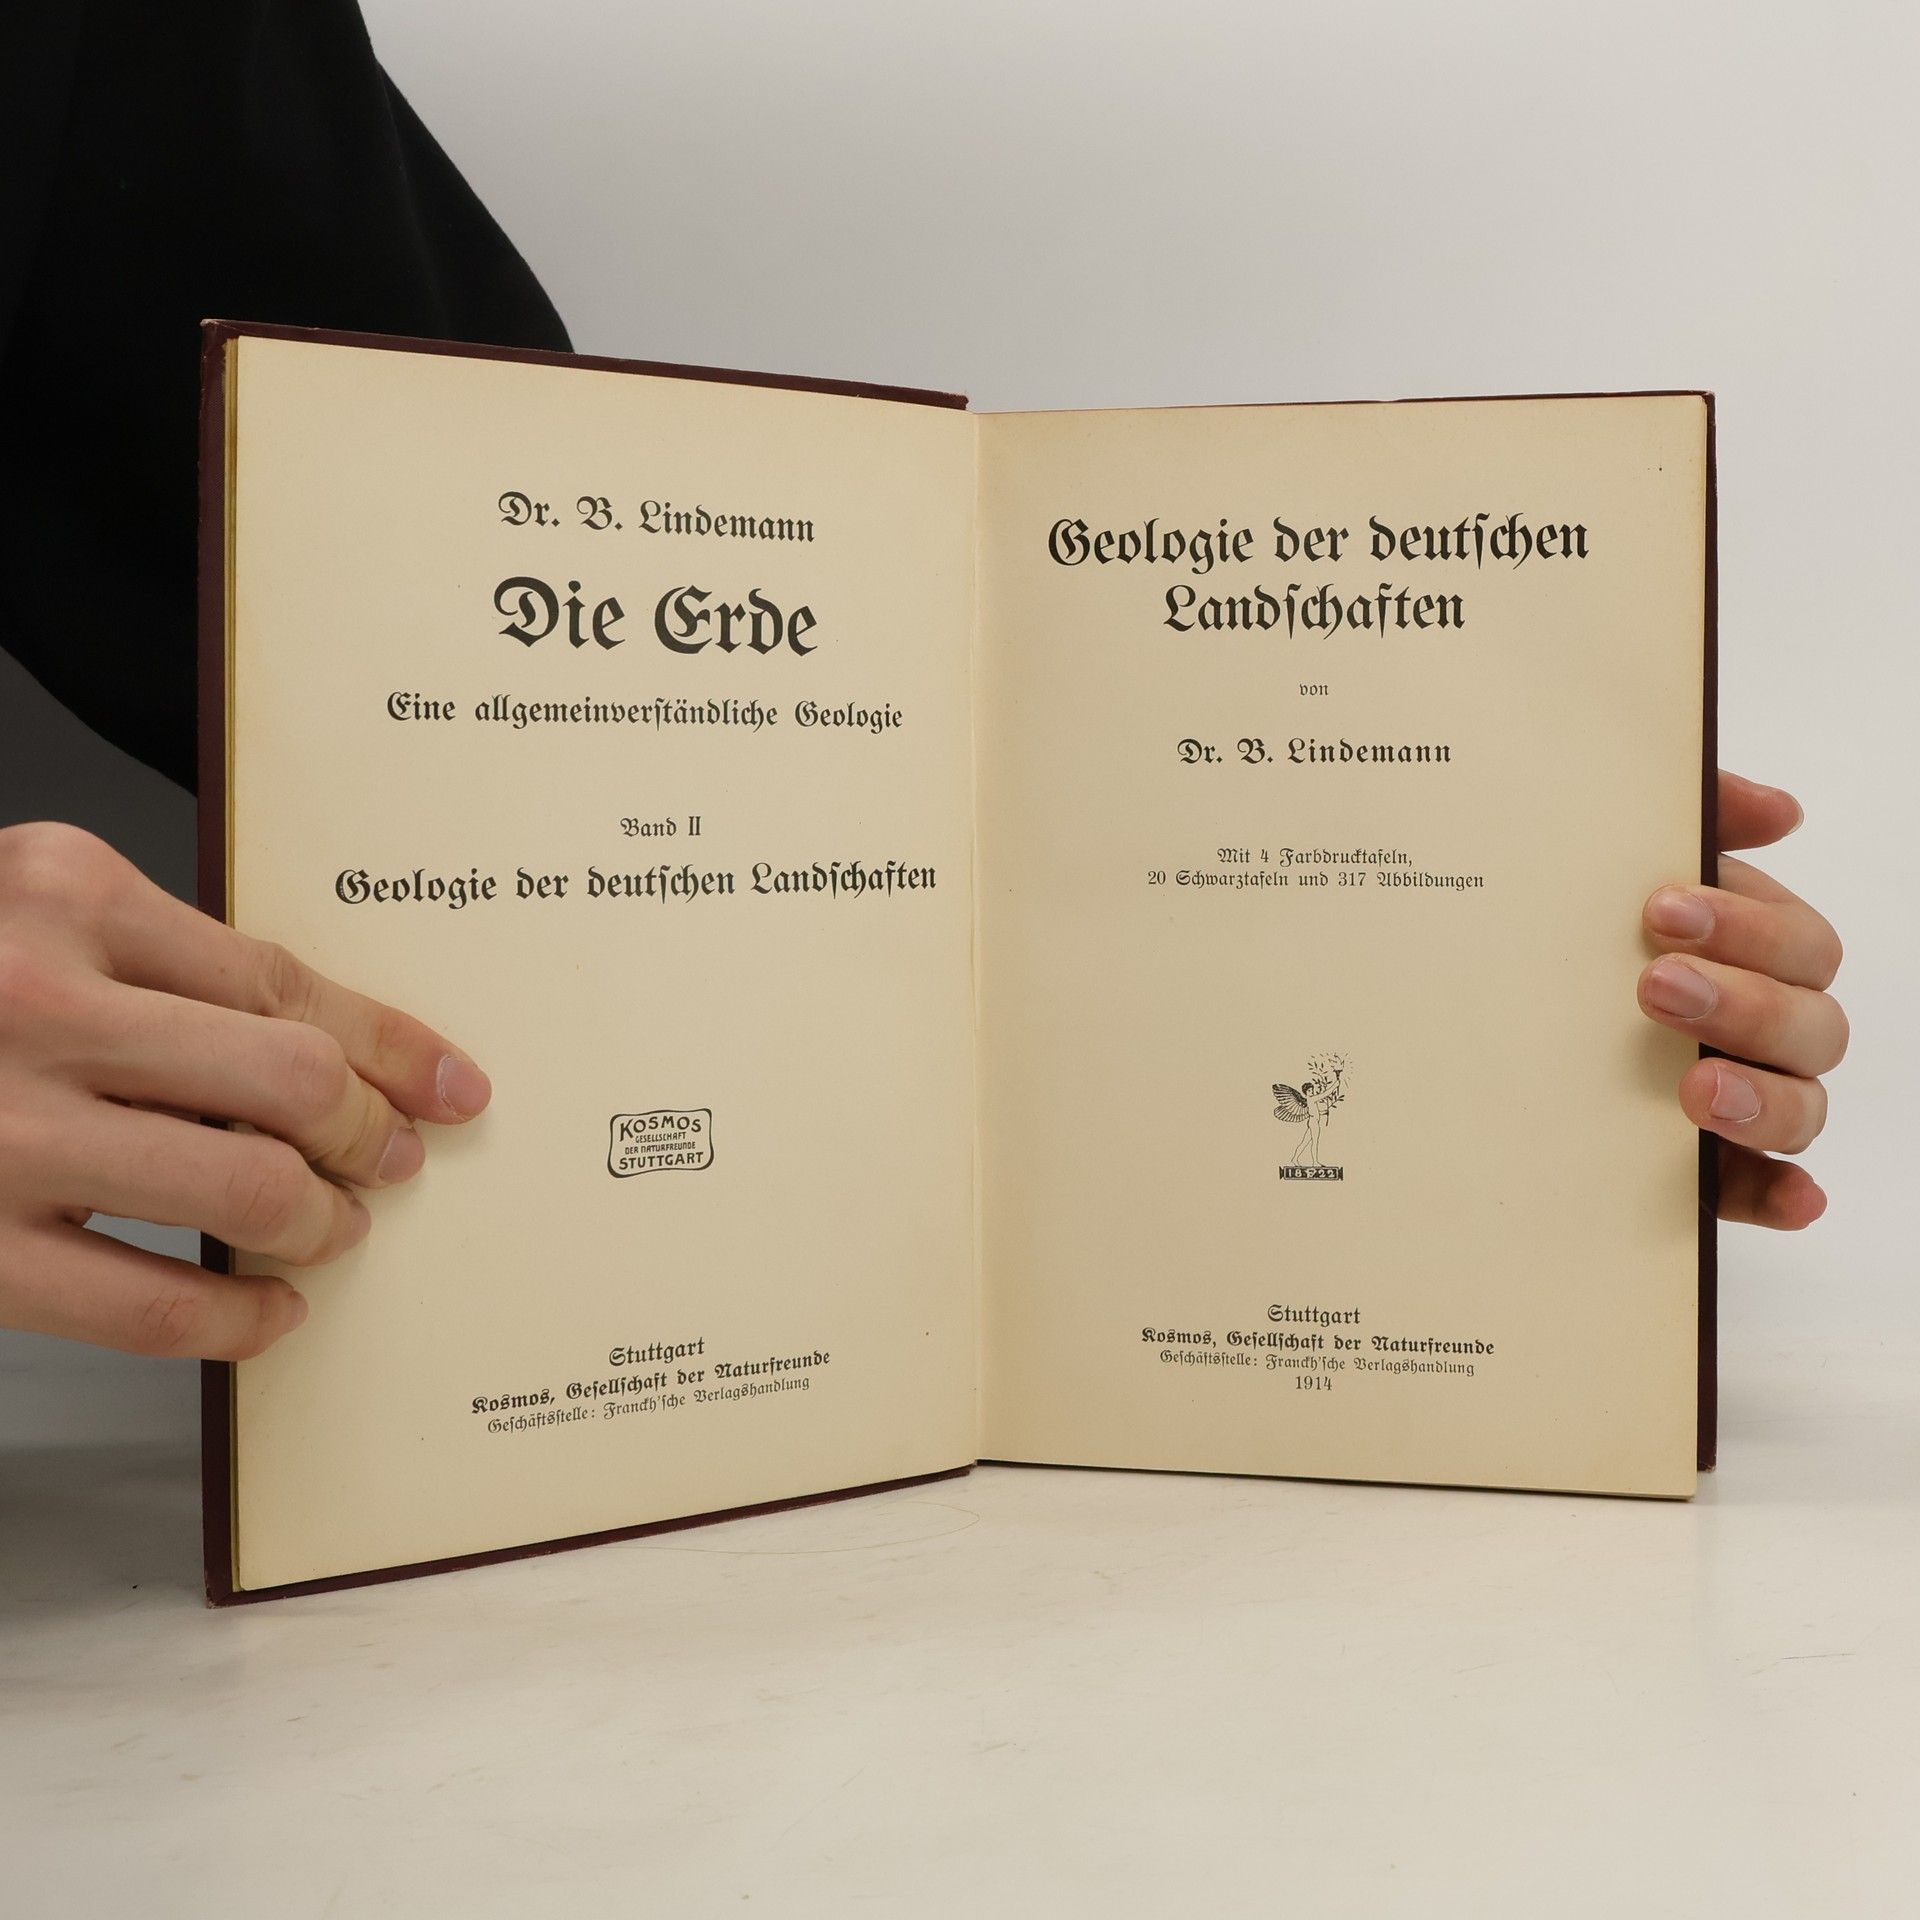 Dr. B. Lindemann
Die Erde
Eine allgemeinverſtändliche Geologie
Band II
Geologie der deutſchen Landſchaften
KOSMOS
GESELLSCHAFT
DER NATURFREUNDE
STUTTGART
Stuttgart
Kosmos, Geſellſchaft der Naturfreunde
Geſchäftsſtelle: Franckh'ſche Verlagshandlung
Geologie der deutſchen
Landſchaften
von
Dr. B. Lindemann
Mit 4 Farbdrucktafeln,
20 Schwarztafeln und 317 Abbildungen
18 F 22
Stuttgart
Kosmos, Geſellſchaft der Naturfreunde
Geſchäftsſtelle: Franckh'ſche Verlagshandlung
1914